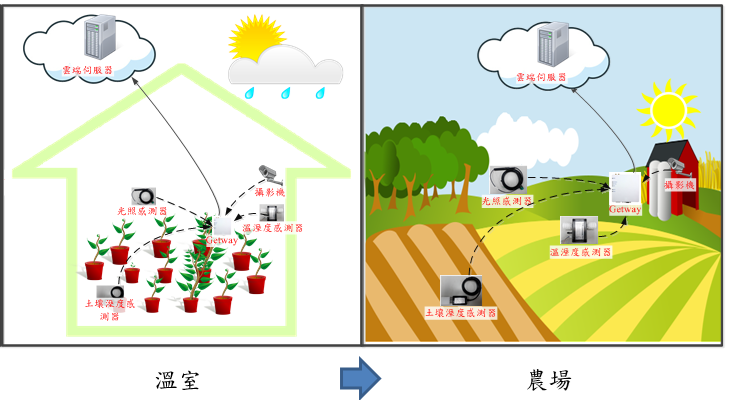 雲端伺服器
攝影機
光照感測器
溫溼度感測器
Getway
土壤溼度感
測器
溫室
雲端伺服器
攝影機
光照感測器
Getway
溫溼度感測器
土壤溼度感測器
農場